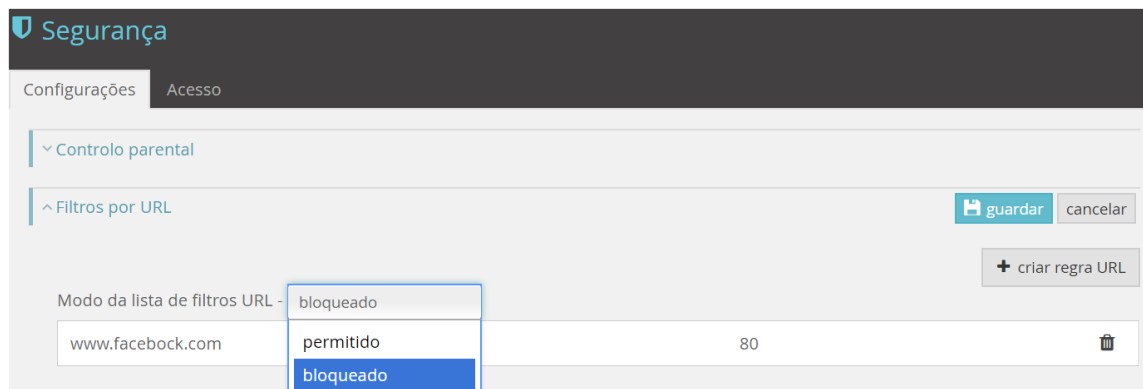 Segurança
Configurações Acesso
Controlo parental
Filtros por URL guardar cancelar
+ criar regra URL
Modo da lista de filtros URL - bloqueado
www.facebock.com permitido 80
bloqueado